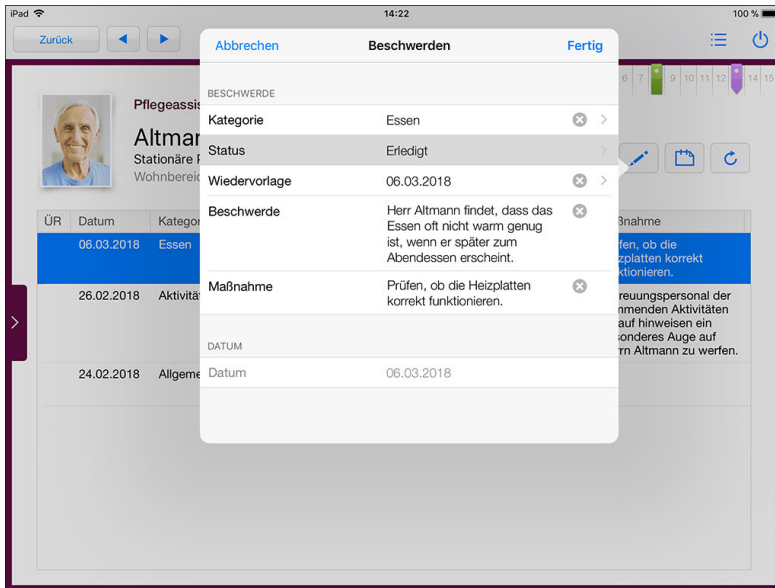 iPad 14:22 100 %
Zurück
Abbrechen Beschwerden Fertig
6 7 9 10 11 12 14 15
BESCHWERDE
Kategorie Essen
Status Erledigt
Wiedervorlage 06.03.2018
Beschwerde Herr Altmann findet, dass das
Essen oft nicht warm genug
ist, wenn er später zum
Abendessen erscheint.
Maßnahme Prüfen, ob die Heizplatten
korrekt funktionieren.
DATUM
Datum 06.03.2018
Pflegeassis
Altmar
Stationäre F
Wohnbereic
ÜR Datum Kategor ßnahme
06.03.2018 Essen
fen, ob die
zplatten korrekt
ktionieren.
26.02.2018 Aktivitä
reuungspersonal der
mmenden Aktivitäten
auf hinweisen ein
sonderes Auge auf
rn Altmann zu werfen.
24.02.2018 Allgeme